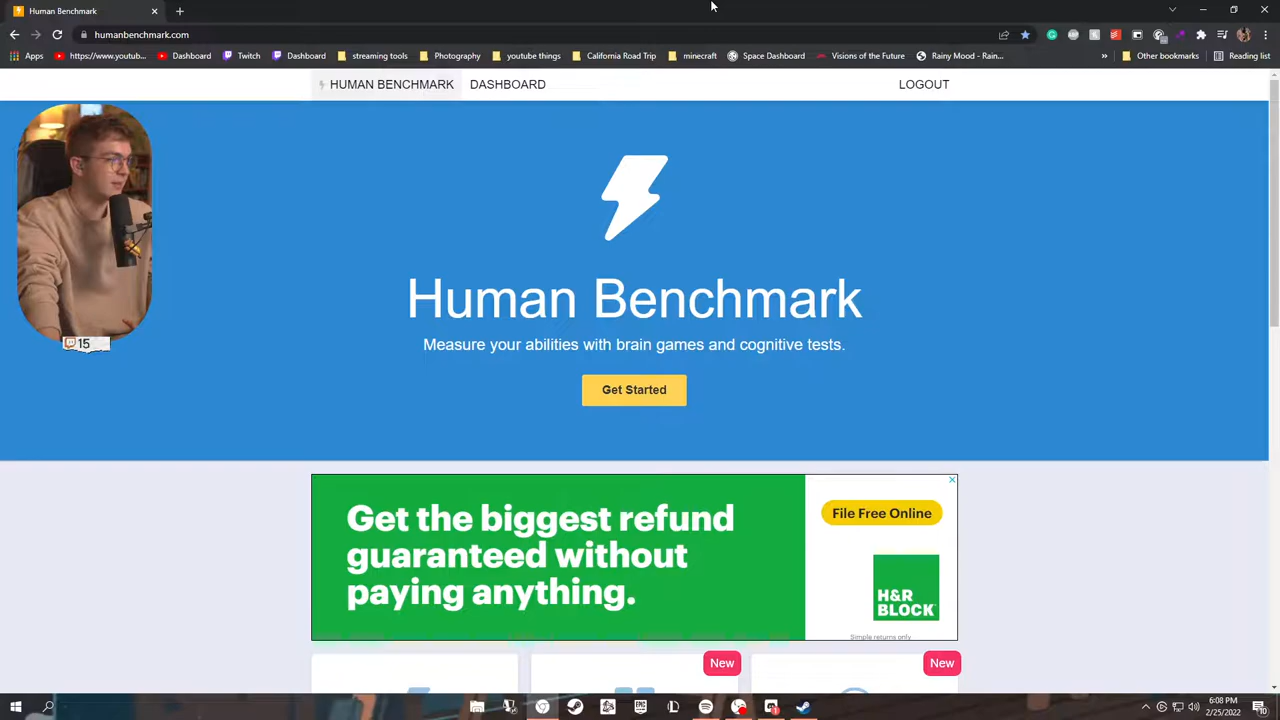 Human Benchmark
humanbenchmark.com
Apps
https://www.youtub...
Dashboard
Twitch
Dashboard
streaming tools
Photography
youtube things
California Road Trip
minecraft
Space Dashboard
Visions of the Future
Rainy Mood - Rain...
Other bookmarks
Reading list
HUMAN BENCHMARK
DASHBOARD
LOGOUT
15
Human Benchmark
Measure your abilities with brain games and cognitive tests.
Get Started
Get the biggest refund
guaranteed without
paying anything.
File Free Online
H&R
BLOCK
Simple returns only.
New
New
6:08 PM
2/25/2022